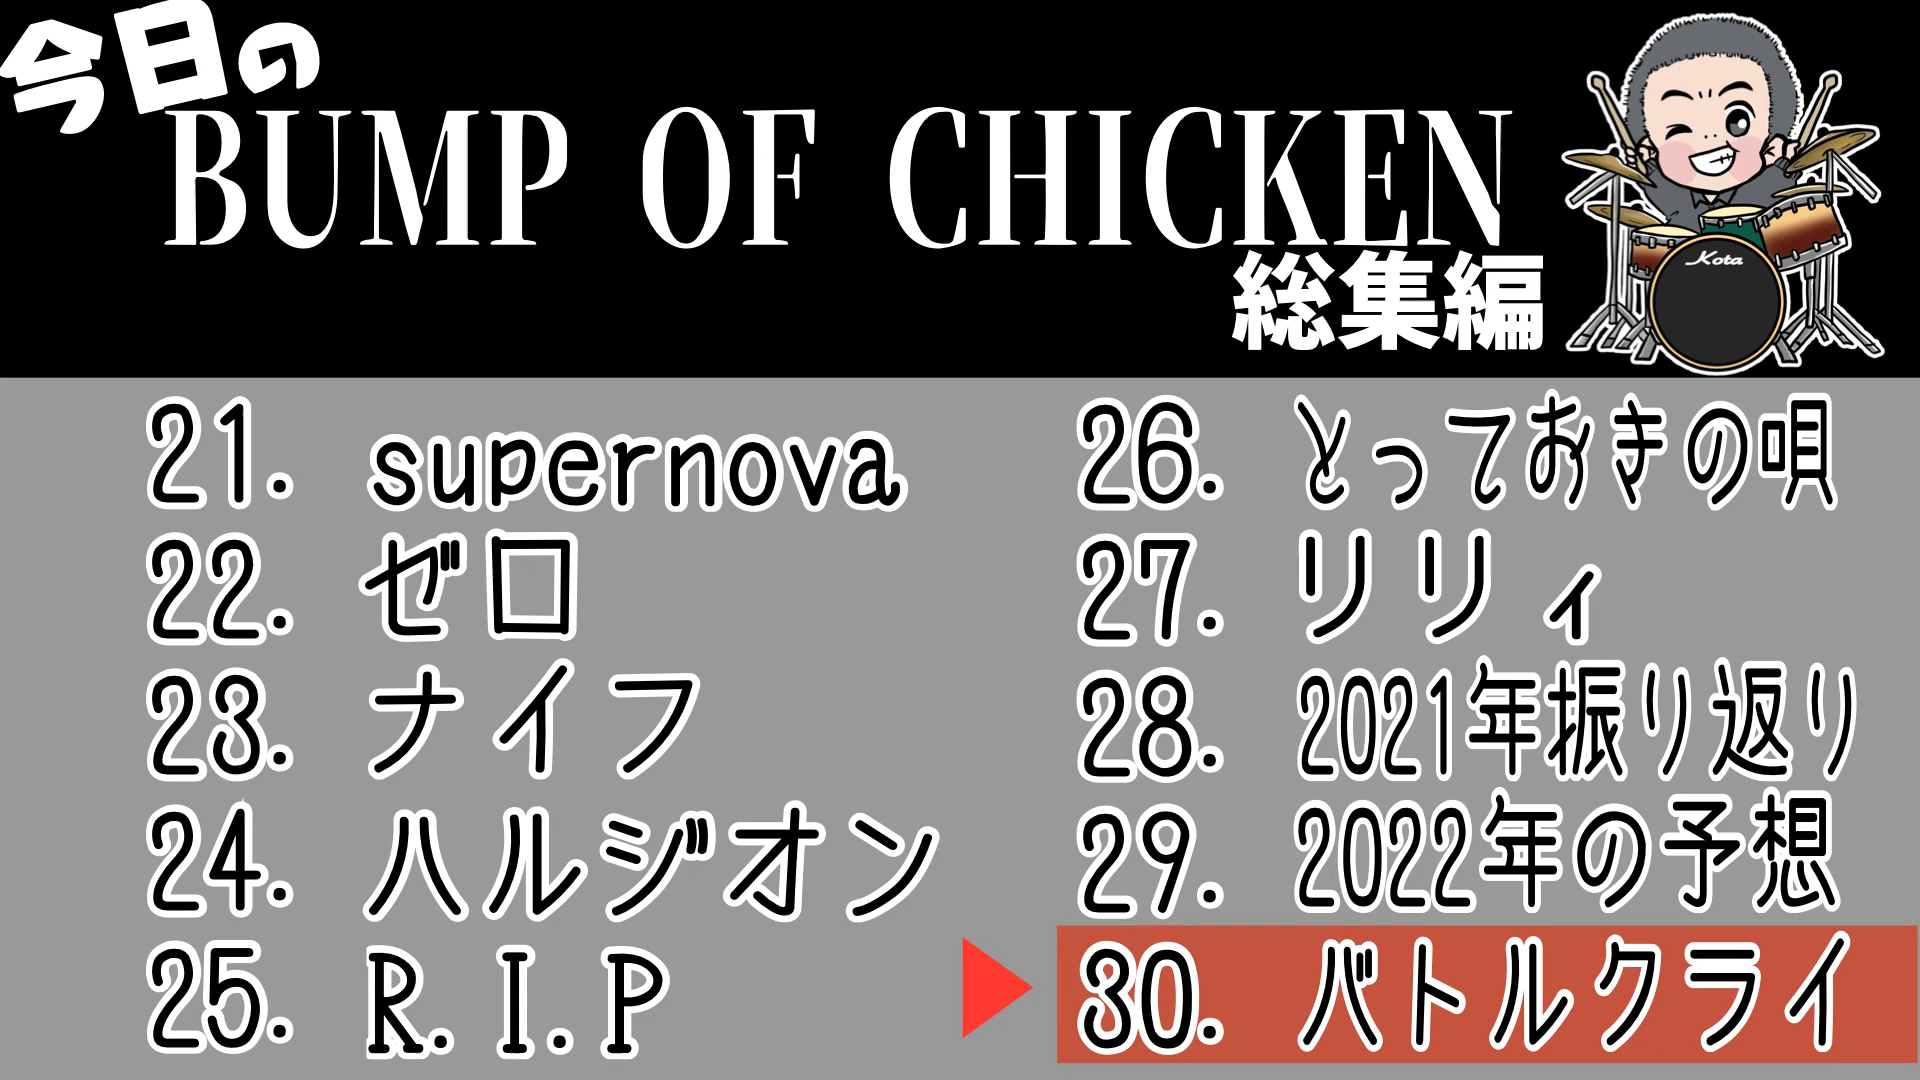 今日の
BUMP OF CHICKEN
総集編
Kota
21. supernova
22. ゼロ
23. ナイフ
24. ハルジオン
25. R.I.P
26. とっておきの唄
27. リリィ
28. 2021年振り返り
29. 2022年の予想
30. バトルクライ